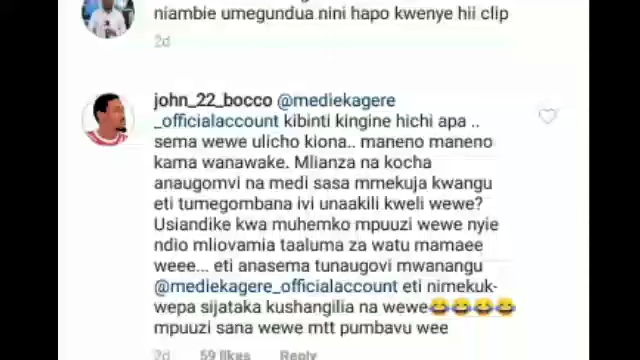 niambie umegundua nini hapo kwenye hii clip
2d
john_22_bocco @mediekagere
_officialaccount kibinti kingine hichi apa ..
sema wewe ulicho kiona.. maneno maneno
kama wanawake. Mlianza na kocha
anaugomvi na medi sasa mmekuja kwangu
eti tumegombana ivi unaakili kweli wewe?
Usiandike kwa muhemko mpuuzi wewe nyie
ndio mliovamia taaluma za watu mamaee
weee... eti anasema tunaugovi mwanangu
@mediekagere_officialaccount eti nimekuk-
wepa sijataka kushangilia na wewe😂😂😂😂
mpuuzi sana wewe mtt pumbavu wee
2d 59 likes Reply